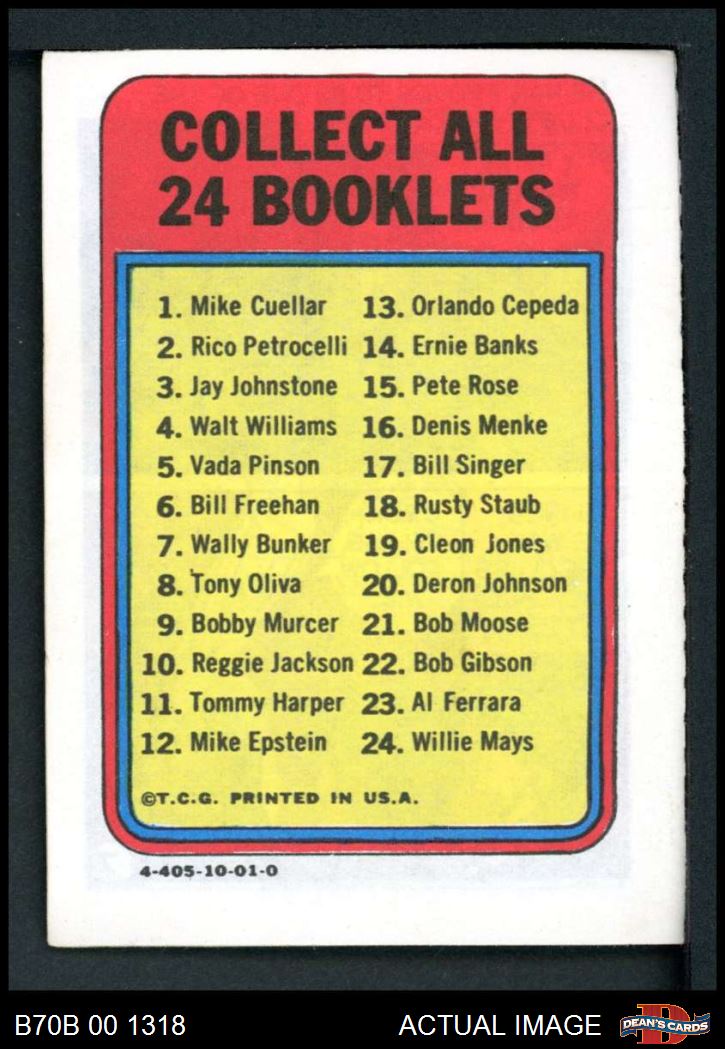 COLLECT ALL
24 BOOKLETS
1. Mike Cuellar
2. Rico Petrocelli
3. Jay Johnstone
4. Walt Williams
5. Vada Pinson
6. Bill Freehan
7. Wally Bunker
8. Tony Oliva
9. Bobby Murcer
10. Reggie Jackson
11. Tommy Harper
12. Mike Epstein
13. Orlando Cepeda
14. Ernie Banks
15. Pete Rose
16. Denis Menke
17. Bill Singer
18. Rusty Staub
19. Cleon Jones
20. Deron Johnson
21. Bob Moose
22. Bob Gibson
23. Al Ferrara
24. Willie Mays
©T.C.G. PRINTED IN U.S.A.
4-405-10-01-0
B70B 00 1318
ACTUAL IMAGE
D
DEAN'S CARDS